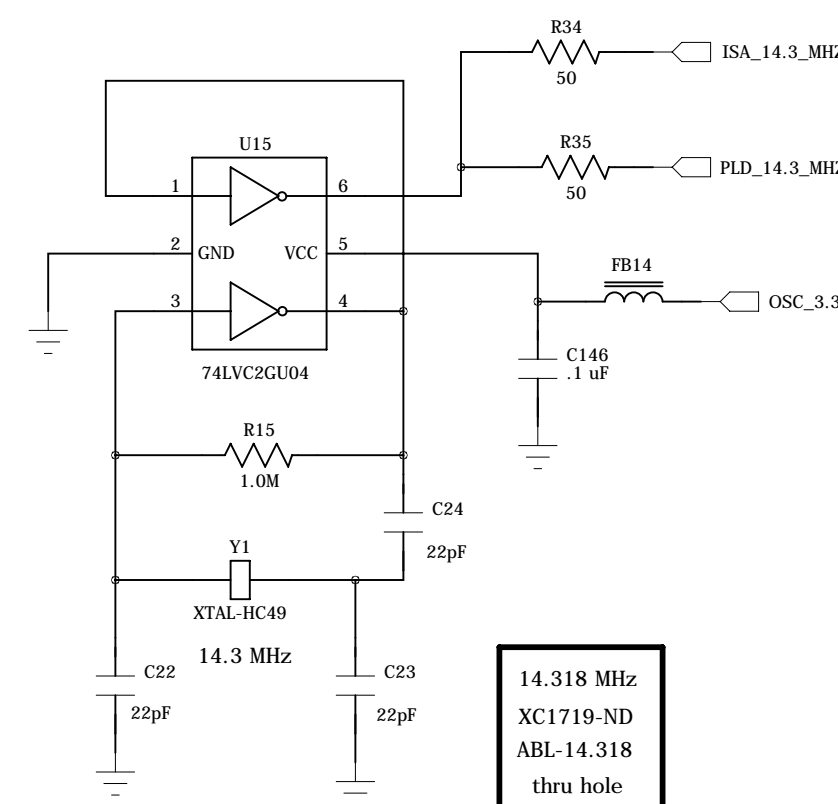 R34
ISA_14.3_MHZ
50
R35
U15
PLD_14.3_MHZ
50
1
6
2
GND
VCC
5
FB14
3
4
OSC_3.3
C146
.1 uF
74LVC2GU04
R15
1.0M
C24
22pF
Y1
XTAL-HC49
14.3 MHz
C22
22pF
C23
22pF
14.318 MHz
XC1719-ND
ABL-14.318
thru hole